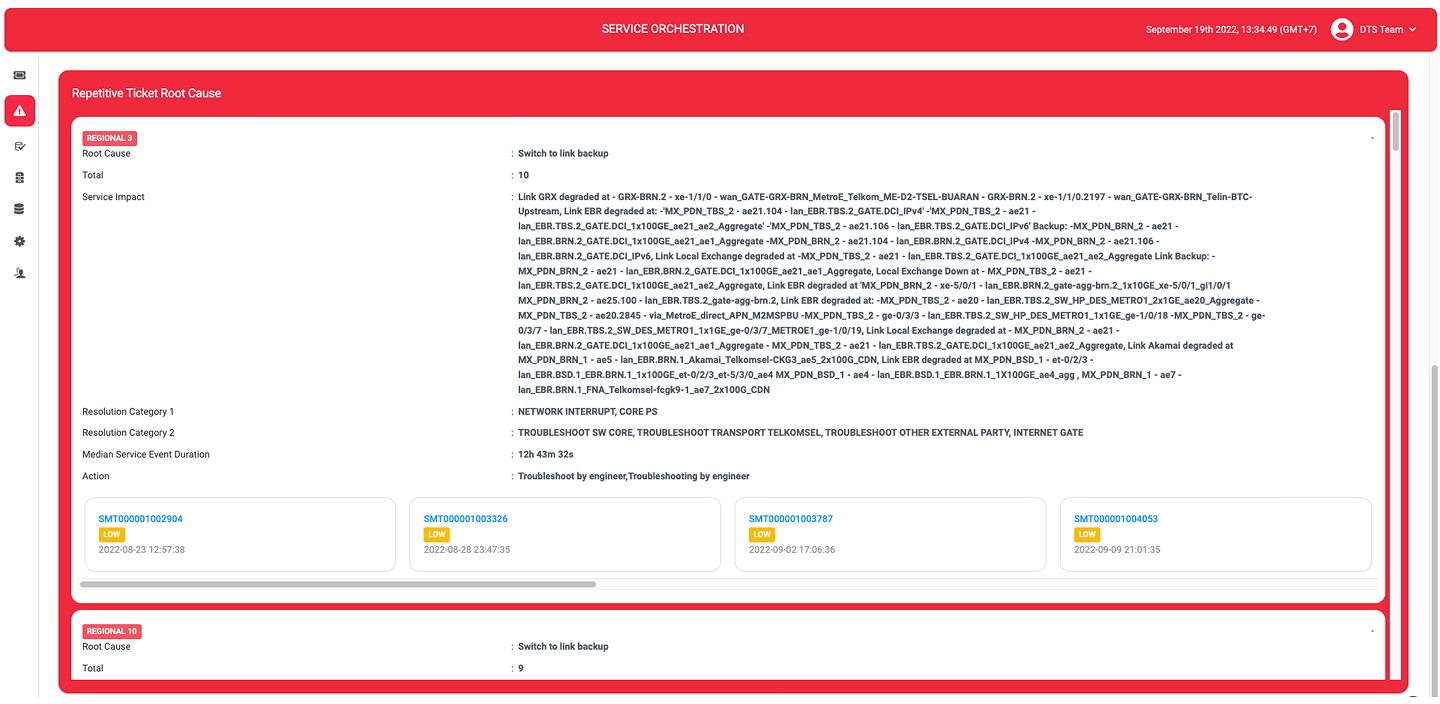 SERVICE ORCHESTRATION
September 19th 2022, 13:34:49 (GMT+7)
DTS Team
Repetitive Ticket Root Cause
REGIONAL 3
-
Root Cause : Switch to link backup
Total : 10
Service Impact : Link GRX degraded at - GRX-BRN.2 - xe-1/1/0 - wan_GATE-GRX-BRN_MetroE_Telkom_ME-D2-TSEL-BUARAN - GRX-BRN.2 - xe-1/1/0.2197 - wan_GATE-GRX-BRN_Telin-BTC-
Upstream, Link EBR degraded at: -'MX_PDN_TBS_2 - ae21.104 - lan_EBR.TBS.2_GATE.DCI_IPv4' -'MX_PDN_TBS_2 - ae21 -
lan_EBR.TBS.2_GATE.DCI_1x100GE_ae21_ae2_Aggregate' -'MX_PDN_TBS_2 - ae21.106 - lan_EBR.TBS.2_GATE.DCI_IPv6' Backup: -MX_PDN_BRN_2 - ae21 -
lan_EBR.BRN.2_GATE.DCI_1x100GE_ae21_ae1_Aggregate -MX_PDN_BRN_2 - ae21.104 - lan_EBR.BRN.2_GATE.DCI_IPv4 -MX_PDN_BRN_2 - ae21.106 -
lan_EBR.BRN.2_GATE.DCI_IPv6, Link Local Exchange degraded at -MX_PDN_TBS_2 - ae21 - lan_EBR.TBS.2_GATE.DCI_1x100GE_ae21_ae2_Aggregate Link Backup: -
MX_PDN_BRN_2 - ae21 - lan_EBR.BRN.2_GATE.DCI_1x100GE_ae21_ae1_Aggregate, Local Exchange Down at - MX_PDN_TBS_2 - ae21 -
lan_EBR.TBS.2_GATE.DCI_1x100GE_ae21_ae2_Aggregate, Link EBR degraded at 'MX_PDN_BRN_2 - xe-5/0/1 - lan_EBR.BRN.2_gate-agg-brn.2_1x10GE_xe-5/0/1_gi1/0/1
MX_PDN_BRN_2 - ae25.100 - lan_EBR.TBS.2_gate-agg-brn.2, Link EBR degraded at: -MX_PDN_TBS_2 - ae20 - lan_EBR.TBS.2_SW_HP_DES_METRO1_2x1GE_ae20_Aggregate -
MX_PDN_TBS_2 - ae20.2845 - via_MetroE_direct_APN_M2MSPBU -MX_PDN_TBS_2 - ge-0/3/3 - lan_EBR.TBS.2_SW_HP_DES_METRO1_1x1GE_ge-1/0/18 -MX_PDN_TBS_2 - ge-
0/3/7 - lan_EBR.TBS.2_SW_DES_METRO1_1x1GE_ge-0/3/7_METROE1_ge-1/0/19, Link Local Exchange degraded at - MX_PDN_BRN_2 - ae21 -
lan_EBR.BRN.2_GATE.DCI_1x100GE_ae21_ae1_Aggregate - MX_PDN_TBS_2 - ae21 - lan_EBR.TBS.2_GATE.DCI_1x100GE_ae21_ae2_Aggregate, Link Akamai degraded at
MX_PDN_BRN_1 - ae5 - lan_EBR.BRN.1_Akamai_Telkomsel-CKG3_ae5_2x100G_CDN, Link EBR degraded at MX_PDN_BSD_1 - et-0/2/3 -
lan_EBR.BSD.1_EBR.BRN.1_1x100GE_et-0/2/3_et-5/3/0_ae4 MX_PDN_BSD_1 - ae4 - lan_EBR.BSD.1_EBR.BRN.1_1X100GE_ae4_agg , MX_PDN_BRN_1 - ae7 -
lan_EBR.BRN.1_FNA_Telkomsel-fcgk9-1_ae7_2x100G_CDN
Resolution Category 1 : NETWORK INTERRUPT, CORE PS
Resolution Category 2 : TROUBLESHOOT SW CORE, TROUBLESHOOT TRANSPORT TELKOMSEL, TROUBLESHOOT OTHER EXTERNAL PARTY, INTERNET GATE
Median Service Event Duration : 12h 43m 32s
Action : Troubleshoot by engineer,Troubleshooting by engineer
SMT000001002904
LOW
2022-08-23 12:57:38
SMT000001003326
LOW
2022-08-28 23:47:35
SMT000001003787
LOW
2022-09-02 17:06:36
SMT000001004053
LOW
2022-09-09 21:01:35
REGIONAL 10
-
Root Cause : Switch to link backup
Total : 9